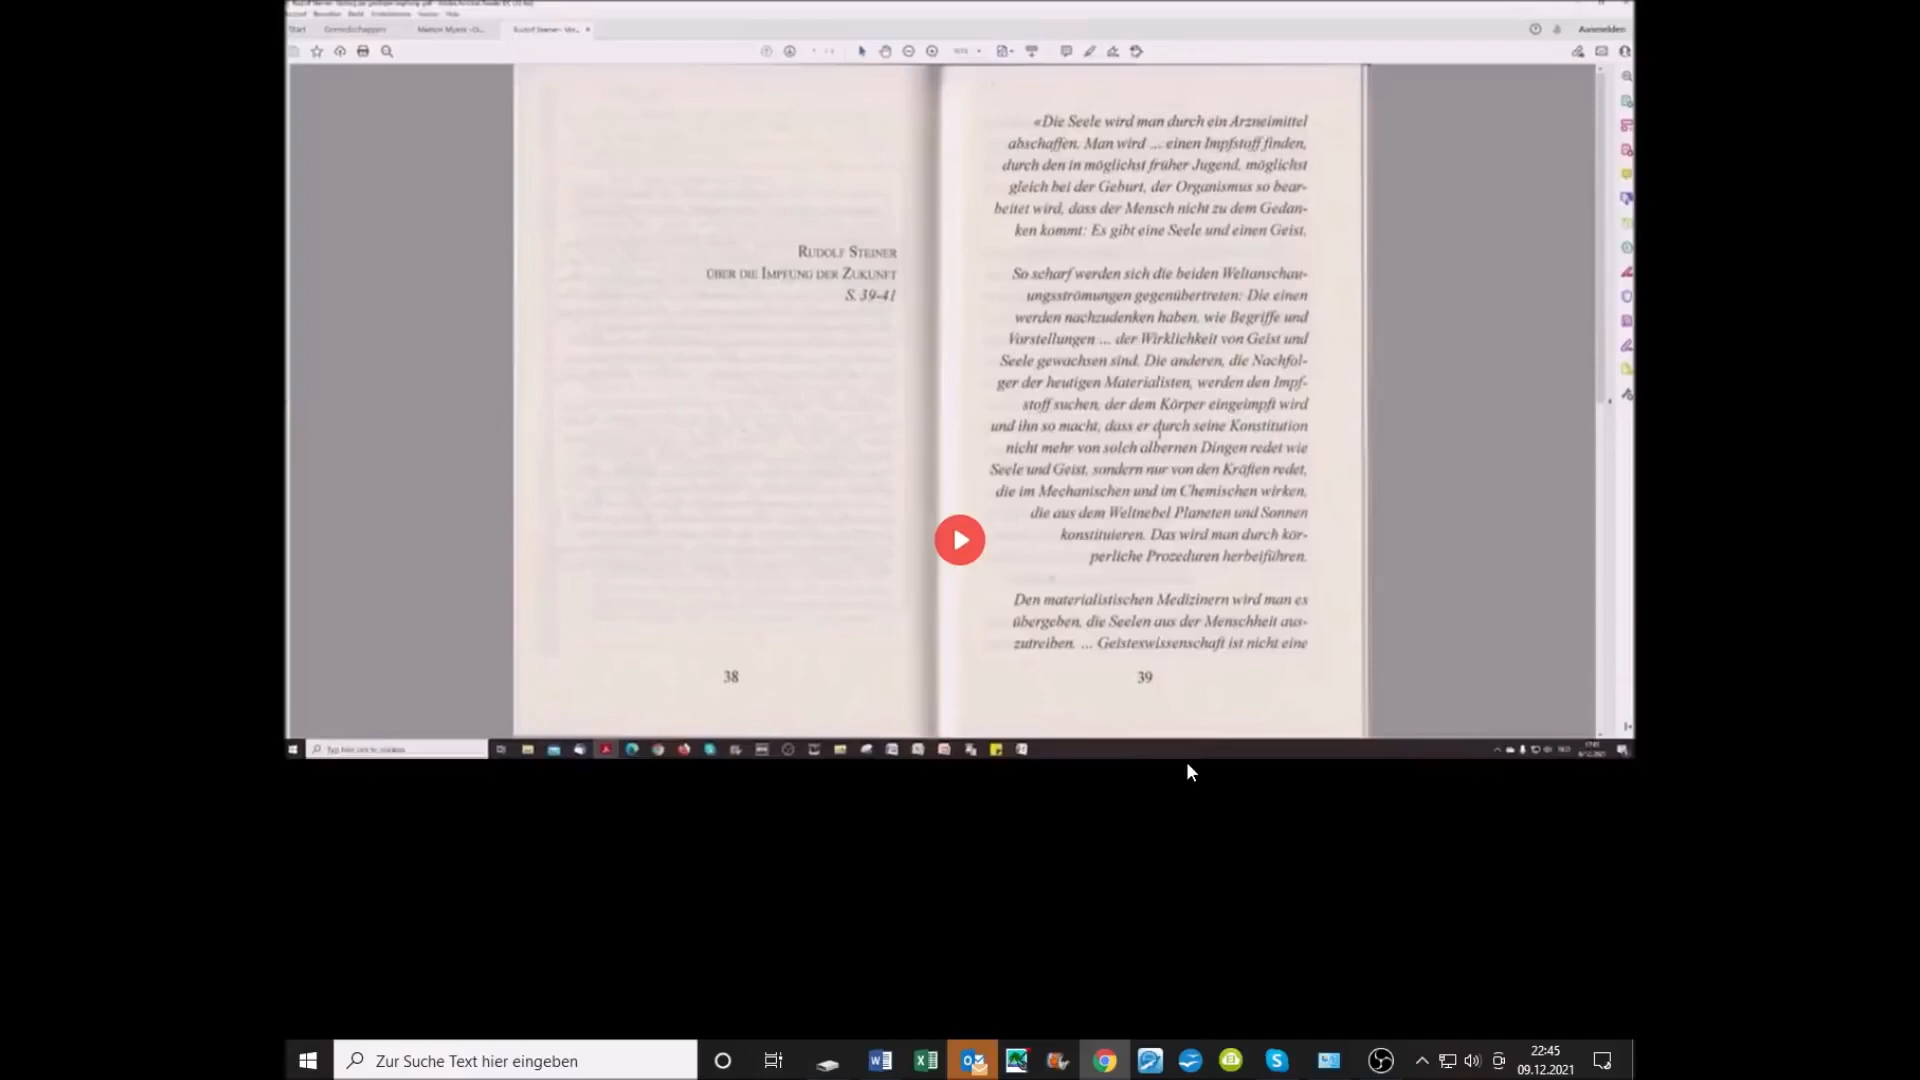 Start
Gereedschappen
Rudolf Steiner- Vor...
Anmelden
RUDOLF STEINER
ÜBER DIE IMPFUNG DER ZUKUNFT
S. 39-41
38
«Die Seele wird man durch ein Arzneimittel
abschaffen. Man wird ... einen Impfstoff finden,
durch den in möglichst früher Jugend, möglichst
gleich bei der Geburt, der Organismus so bear-
beitet wird, dass der Mensch nicht zu dem Gedan-
ken kommt: Es gibt eine Seele und einen Geist.
So scharf werden sich die beiden Weltanschau-
ungsströmungen gegenübertreten: Die einen
werden nachzudenken haben, wie Begriffe und
Vorstellungen ... der Wirklichkeit von Geist und
Seele gewachsen sind. Die anderen, die Nachfol-
ger der heutigen Materialisten, werden den Impf-
stoff suchen, der dem Körper eingeimpft wird
und ihn so macht, dass er durch seine Konstitution
nicht mehr von solch albernen Dingen redet wie
Seele und Geist, sondern nur von den Kräften redet,
die im Mechanischen und im Chemischen wirken,
die aus dem Weltnebel Planeten und Sonnen
konstituieren. Das wird man durch kör-
perliche Prozeduren herbeiführen.
Den materialistischen Medizinern wird man es
übergeben, die Seelen aus der Menschheit aus-
zutreiben. ... Geisteswissenschaft ist nicht eine
39
Zur Suche Text hier eingeben
22:45
09.12.2021